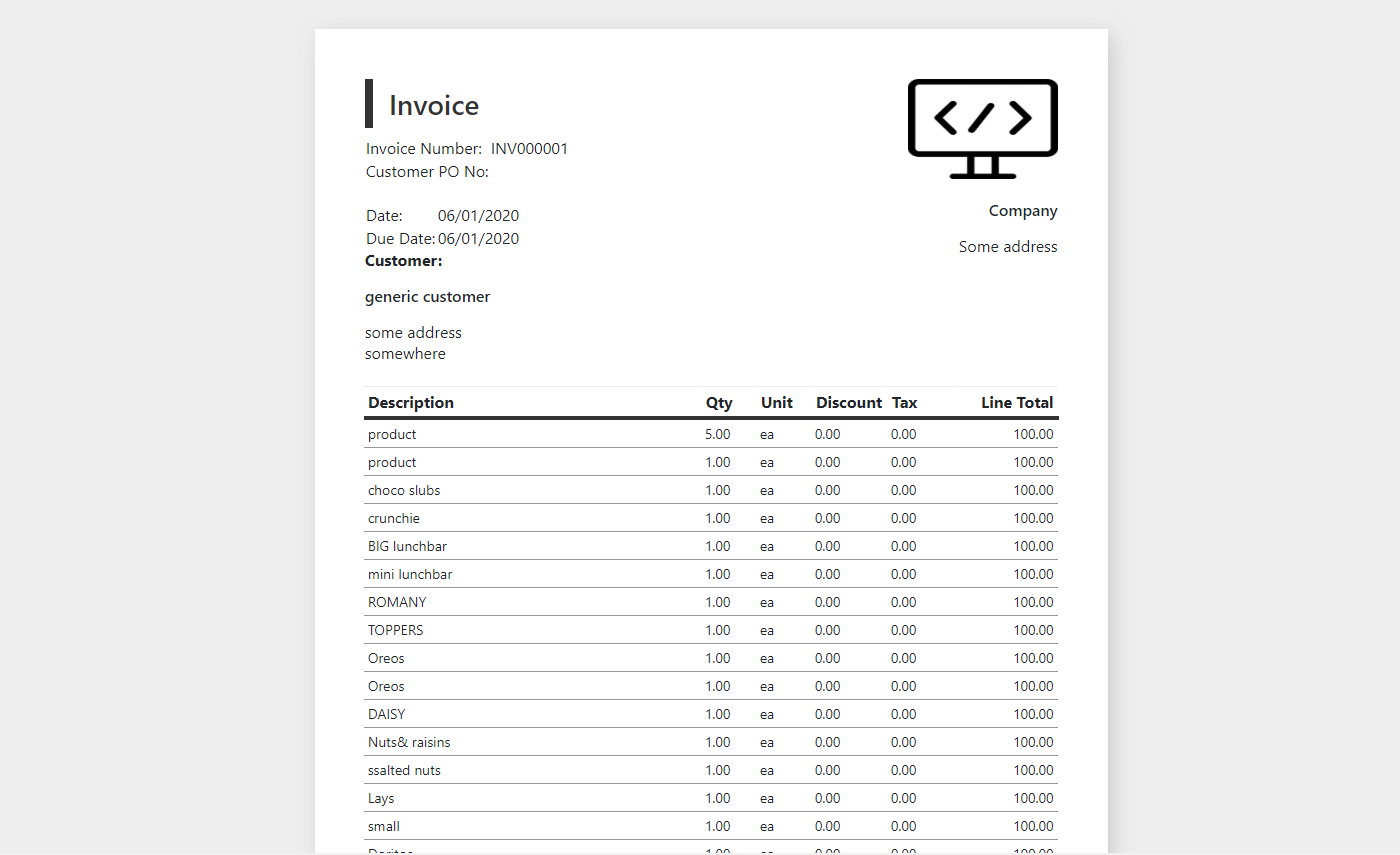 Invoice
Invoice Number: INV000001
Customer PO No:
Date: 06/01/2020
Due Date: 06/01/2020
Customer:
generic customer
some address
somewhere
</>
Company
Some address
Description Qty Unit Discount Tax Line Total
product 5.00 ea 0.00 0.00 100.00
product 1.00 ea 0.00 0.00 100.00
choco slubs 1.00 ea 0.00 0.00 100.00
crunchie 1.00 ea 0.00 0.00 100.00
BIG lunchbar 1.00 ea 0.00 0.00 100.00
mini lunchbar 1.00 ea 0.00 0.00 100.00
ROMANY 1.00 ea 0.00 0.00 100.00
TOPPERS 1.00 ea 0.00 0.00 100.00
Oreos 1.00 ea 0.00 0.00 100.00
Oreos 1.00 ea 0.00 0.00 100.00
DAISY 1.00 ea 0.00 0.00 100.00
Nuts& raisins 1.00 ea 0.00 0.00 100.00
ssalted nuts 1.00 ea 0.00 0.00 100.00
Lays 1.00 ea 0.00 0.00 100.00
small 1.00 ea 0.00 0.00 100.00